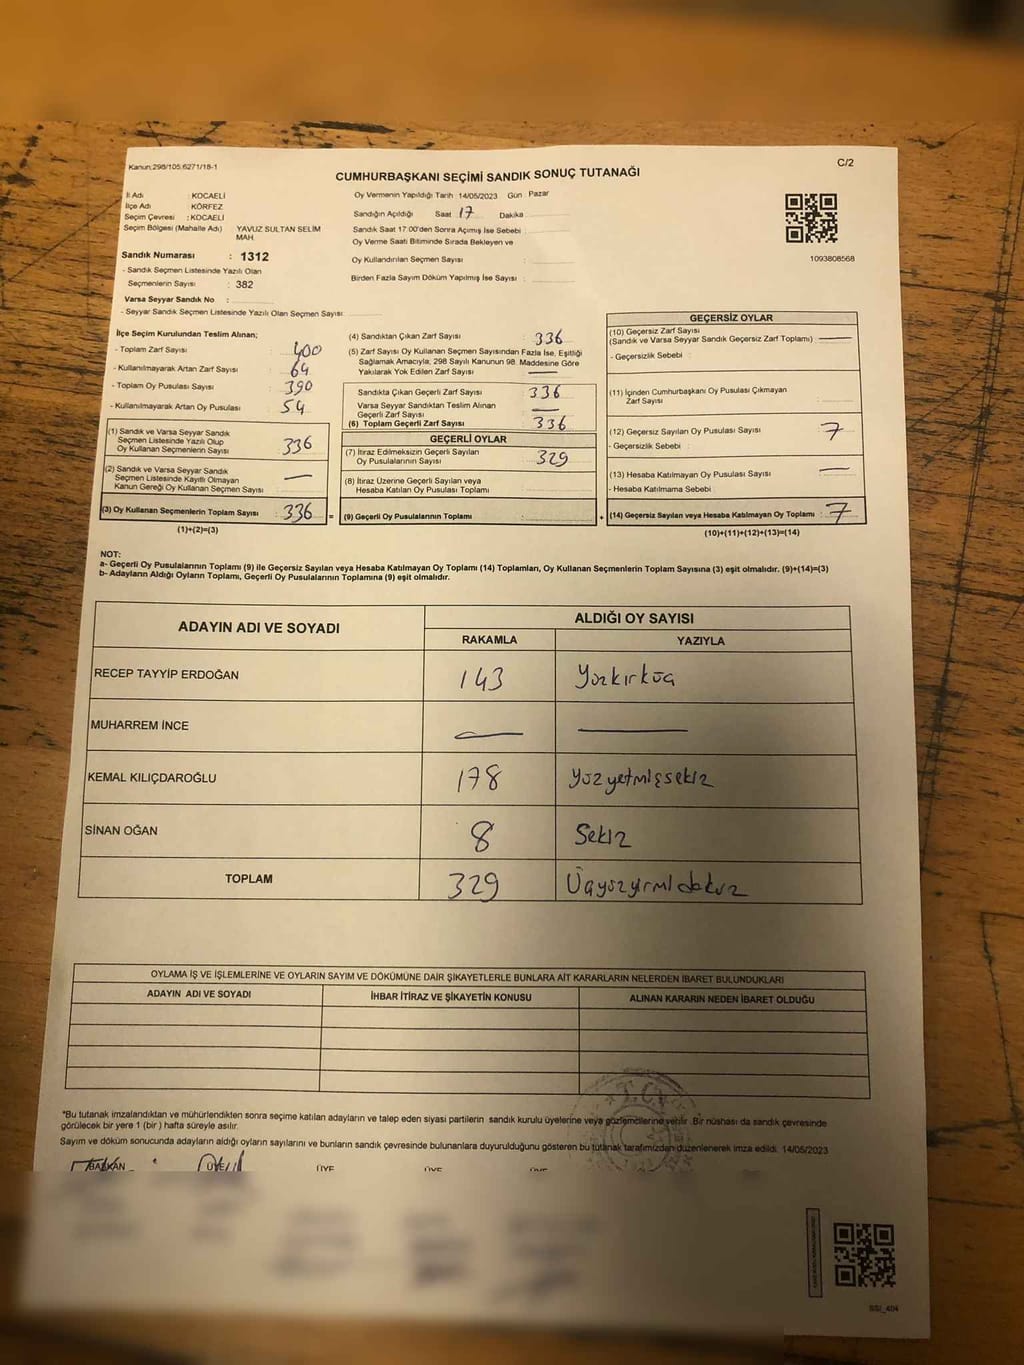 Kanun:298/105,6271/18-1
C/2
CUMHURBAŞKANI SEÇİMİ SANDIK SONUÇ TUTANAĞI
İl Adı : KOCAELİ
İlçe Adı : KÖRFEZ
Seçim Çevresi : KOCAELİ
Seçim Bölgesi (Mahalle Adı) YAVUZ SULTAN SELİM MAH.
Sandık Numarası : 1312
- Sandık Seçmen Listesinde Yazılı Olan
Seçmenlerin Sayısı : 382
Varsa Seyyar Sandık No :
- Seyyar Sandık Seçmen Listesinde Yazılı Olan Seçmen Sayısı:
Oy Vermenin Yapıldığı Tarih : 14/05/2023 Gün : Pazar
Sandığın Açıldığı Saat 17 Dakika
Sandık Saat 17:00'den Sonra Açımış İse Sebebi :
Oy Verme Saati Bitiminde Sırada Bekleyen ve
Oy Kullandırılan Seçmen Sayısı :
Birden Fazla Sayım Döküm Yapılmış İse Sayısı :
1093808568
İlçe Seçim Kurulundan Teslim Alınan;
- Toplam Zarf Sayısı : 400
- Kullanılmayarak Artan Zarf Sayısı : 64
- Toplam Oy Pusulası Sayısı : 390
- Kullanılmayarak Artan Oy Pusulası : 54
(1) Sandık ve Varsa Seyyar Sandık
Seçmen Listesinde Yazılı Olup
Oy Kullanan Seçmenlerin Sayısı : 336
(2) Sandık ve Varsa Seyyar Sandık
Seçmen Listesinde Kayıtlı Olmayan
Kanun Gereği Oy Kullanan Seçmen Sayısı : —
(3) Oy Kullanan Seçmenlerin Toplam Sayısı : 336 =
(1)+(2)=(3)
(4) Sandıktan Çıkan Zarf Sayısı : 336
(5) Zarf Sayısı Oy Kullanan Seçmen Sayısından Fazla İse, Eşitliği
Sağlamak Amacıyla; 298 Sayılı Kanunun 98. Maddesine Göre
Yakılarak Yok Edilen Zarf Sayısı : —
Sandıkta Çıkan Geçerli Zarf Sayısı : 336
Varsa Seyyar Sandıktan Teslim Alınan
Geçerli Zarf Sayısı : —
(6) Toplam Geçerli Zarf Sayısı : 336
GEÇERLİ OYLAR
(7) İtiraz Edilmeksizin Geçerli Sayılan
Oy Pusulalarının Sayısı : 329
(8) İtiraz Üzerine Geçerli Sayılan veya
Hesaba Katılan Oy Pusulası Toplamı :
(9) Geçerli Oy Pusulalarının Toplamı : +
GEÇERSİZ OYLAR
(10) Geçersiz Zarf Sayısı
(Sandık ve Varsa Seyyar Sandık Geçersiz Zarf Toplamı) : —
- Geçersizlik Sebebi :
(11) İçinden Cumhurbaşkanı Oy Pusulası Çıkmayan
Zarf Sayısı :
(12) Geçersiz Sayılan Oy Pusulası Sayısı : 7
- Geçersizlik Sebebi :
(13) Hesaba Katılmayan Oy Pusulası Sayısı : —
- Hesaba Katılmama Sebebi :
(14) Geçersiz Sayılan veya Hesaba Katılmayan Oy Toplamı : 7
(10)+(11)+(12)+(13)=(14)
NOT:
a- Geçerli Oy Pusulalarının Toplamı (9) ile Geçersiz Sayılan veya Hesaba Katılmayan Oy Toplamı (14) Toplamları, Oy Kullanan Seçmenlerin Toplam Sayısına (3) eşit olmalıdır. (9)+(14)=(3)
b- Adayların Aldığı Oyların Toplamı, Geçerli Oy Pusulalarının Toplamına (9) eşit olmalıdır.
ADAYIN ADI VE SOYADI ALDIĞI OY SAYISI
RAKAMLA YAZIYLA
RECEP TAYYİP ERDOĞAN 143 Yüzkırküç
MUHARREM İNCE — —
KEMAL KILIÇDAROĞLU 178 Yüzyetmişsekiz
SİNAN OĞAN 8 Sekiz
TOPLAM 329 Üçyüzyirmidokuz
OYLAMA İŞ VE İŞLEMLERİNE VE OYLARIN SAYIM VE DÖKÜMÜNE DAİR ŞİKAYETLERLE BUNLARA AİT KARARLARIN NELERDEN İBARET BULUNDUKLARI
ADAYIN ADI VE SOYADI İHBAR İTİRAZ VE ŞİKAYETİN KONUSU ALINAN KARARIN NEDEN İBARET OLDUĞU
T.C.
*Bu tutanak imzalandıktan ve mühürlendikten sonra seçime katılan adayların ve talep eden siyasi partilerin sandık kurulu üyelerine veya gözlemcilerine verilir. Bir nüshası da sandık çevresinde
görülecek bir yere 1 (bir) hafta süreyle asılır.
Sayım ve döküm sonucunda adayların aldığı oyların sayılarını ve bunların sandık çevresinde bulunanlara duyurulduğunu gösteren bu tutanak tarafımızdan düzenlenerek imza edildi. 14/05/2023
BAŞKAN ÜYE ÜYE ÜYE ÜYE
SSI_404